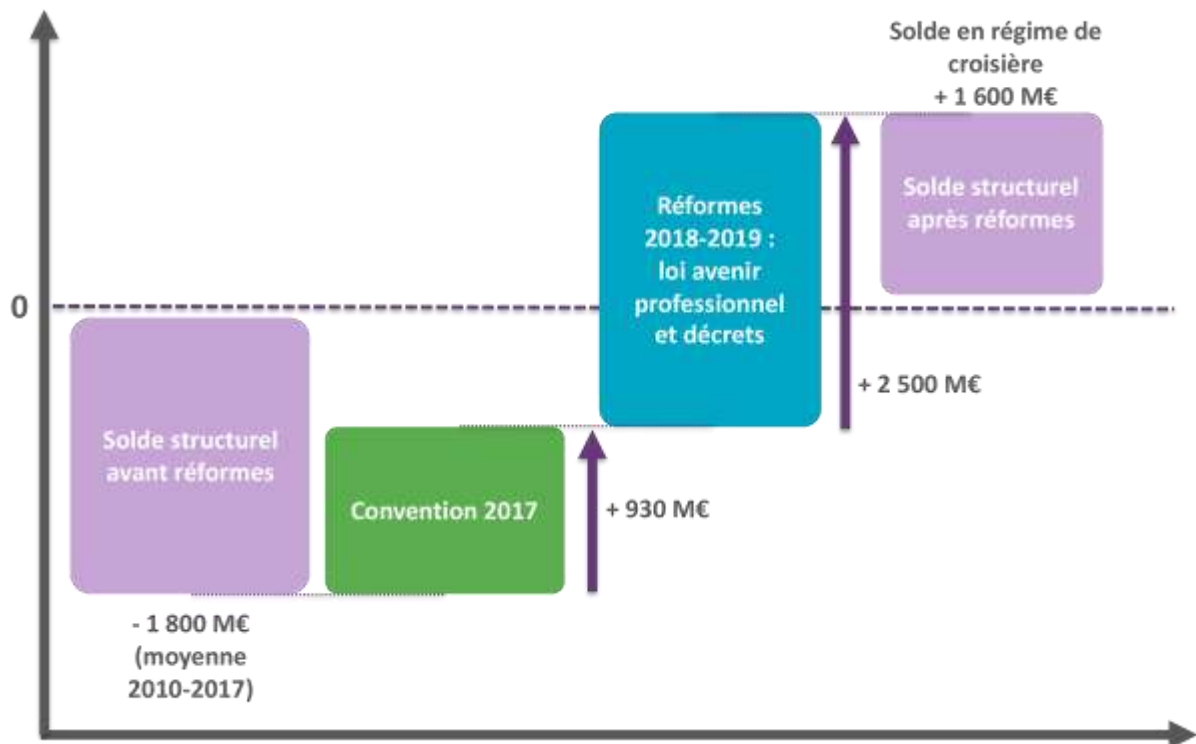 Solde en régime de
croisière
+ 1 600 M€
Solde structurel
après réformes
Réformes
2018-2019 :
loi avenir
professionnel
et décrets
0
+ 2 500 M€
Solde structurel
avant réformes
Convention 2017
+ 930 M€
- 1 800 M€
(moyenne
2010-2017)